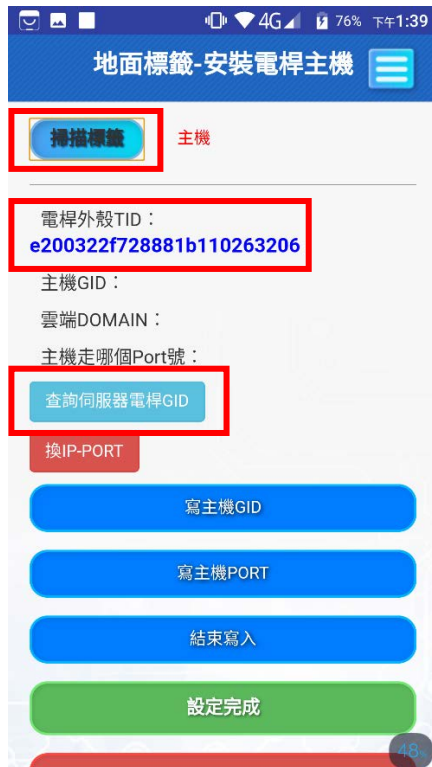 4G 76% 下午1:39
地面標籤-安裝電桿主機
掃描標籤 主機
電桿外殼TID：
e200322f728881b110263206
主機GID：
雲端DOMAIN：
主機走哪個Port號：
查詢伺服器電桿GID
換IP-PORT
寫主機GID
寫主機PORT
結束寫入
設定完成
48%